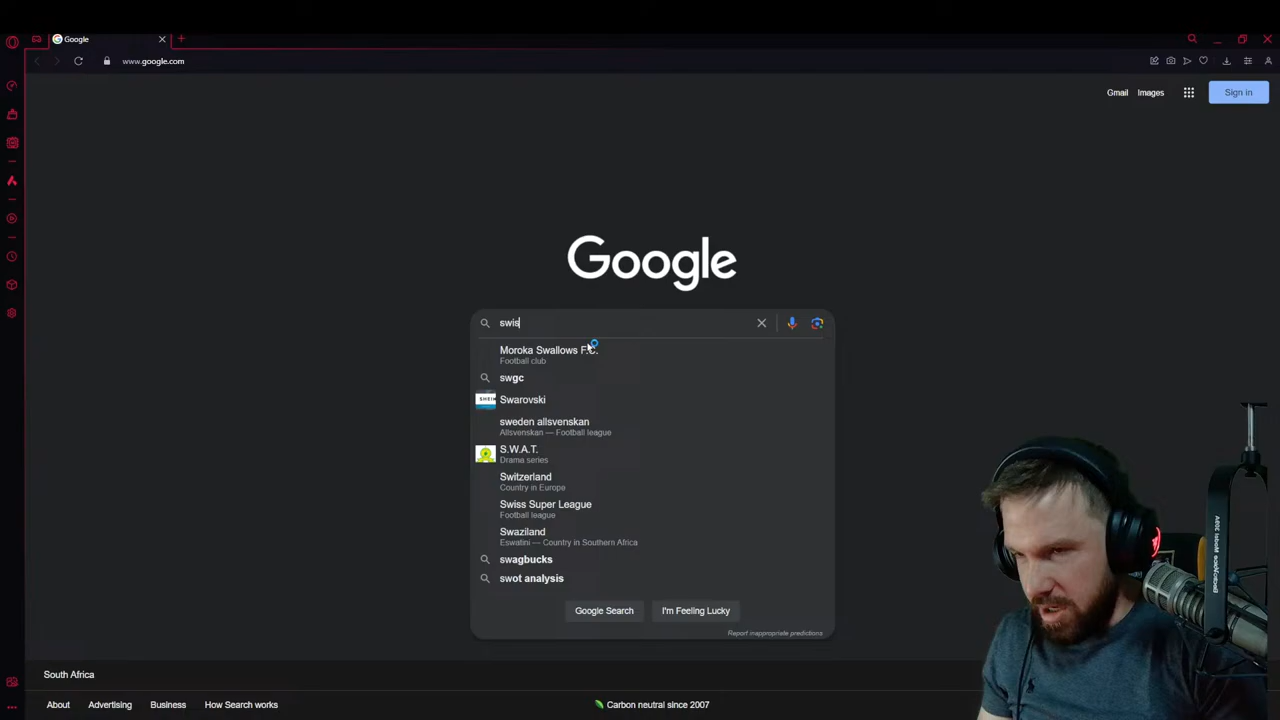 Google
www.google.com
Gmail Images Sign in
Google
swis
Moroka Swallows F.C.
Football club
swgc
SHEIN Swarovski
sweden allsvenskan
Allsvenskan — Football league
S.W.A.T.
Drama series
Switzerland
Country in Europe
Swiss Super League
Football league
Swaziland
Eswatini — Country in Southern Africa
swagbucks
swot analysis
Google Search I'm Feeling Lucky
Report inappropriate predictions
South Africa
About Advertising Business How Search works Carbon neutral since 2007